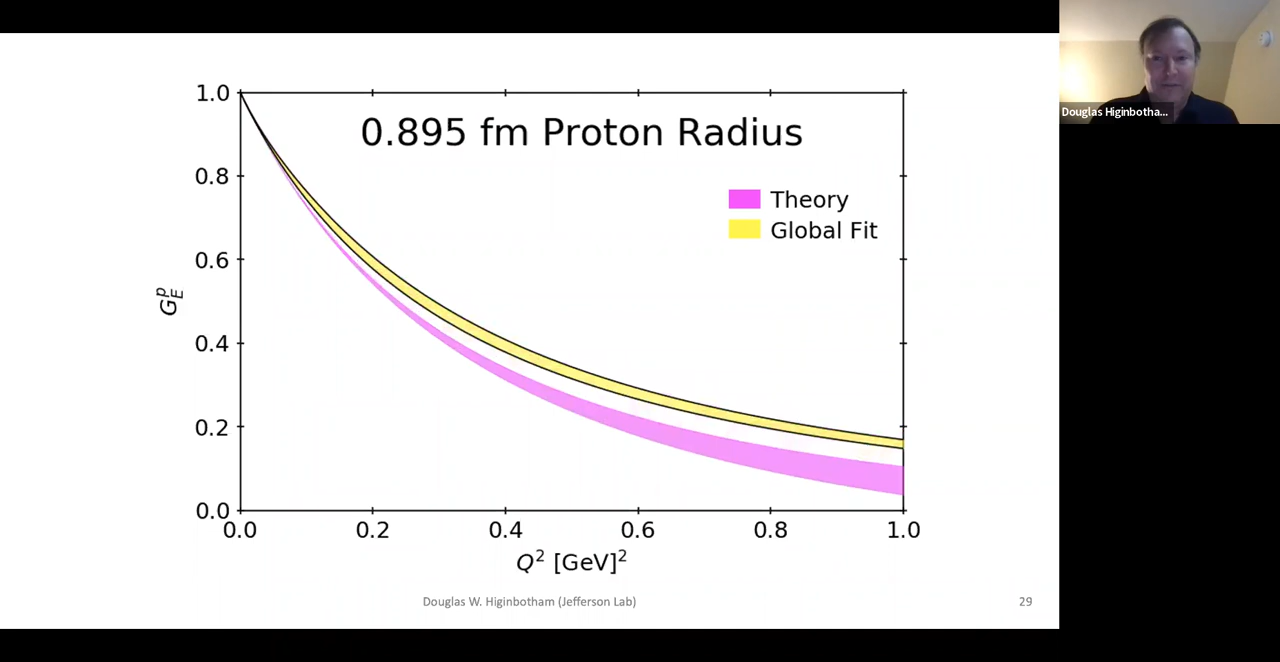 Douglas Higinbotha...
1.0
0.8
0.6
0.4
0.2
0.0
0.895 fm Proton Radius
Theory
Global Fit
G_E^p
0.0 0.2 0.4 0.6 0.8 1.0
Q² [GeV]²
Douglas W. Higinbotham (Jefferson Lab)
29